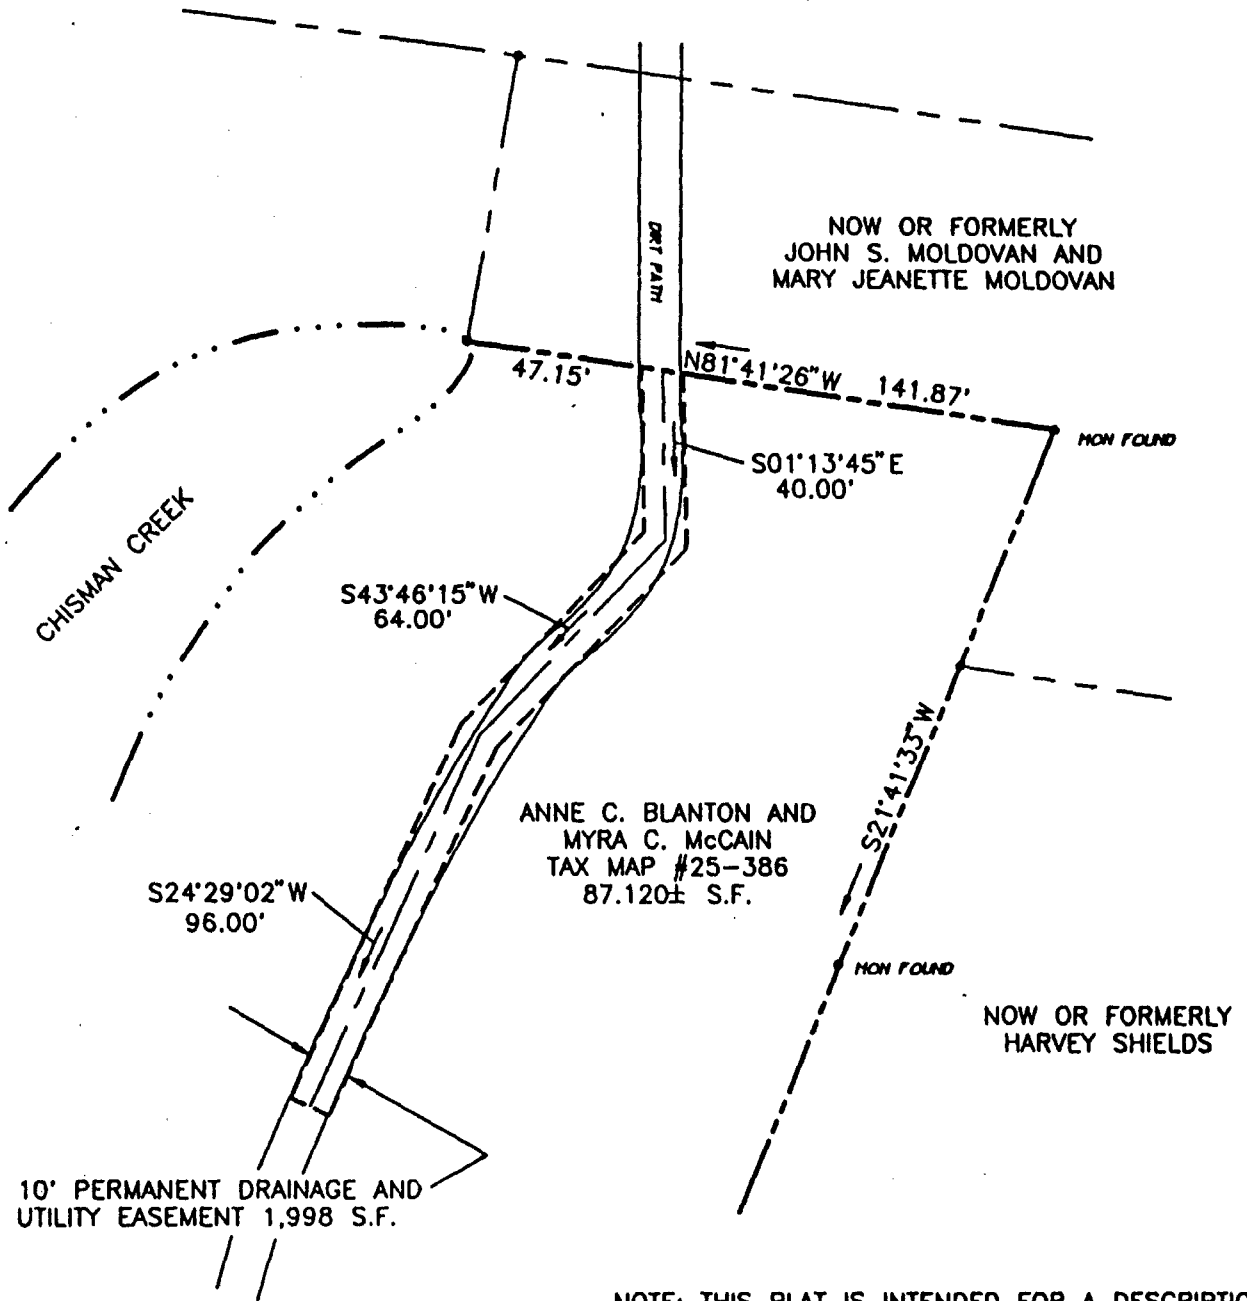 NOW OR FORMERLY
JOHN S. MOLDOVAN AND
MARY JEANETTE MOLDOVAN
DIRT PATH
47.15'
N81°41'26"W
141.87'
MON FOUND
S01°13'45"E
40.00'
CHISMAN CREEK
S43°46'15"W
64.00'
S21°41'33"W
ANNE C. BLANTON AND
MYRA C. McCAIN
TAX MAP #25-386
87.120± S.F.
S24°29'02"W
96.00'
MON FOUND
NOW OR FORMERLY
HARVEY SHIELDS
10' PERMANENT DRAINAGE AND
UTILITY EASEMENT 1,998 S.F.
NOTE: THIS PLAT IS INTENDED FOR A DESCRIPTIO